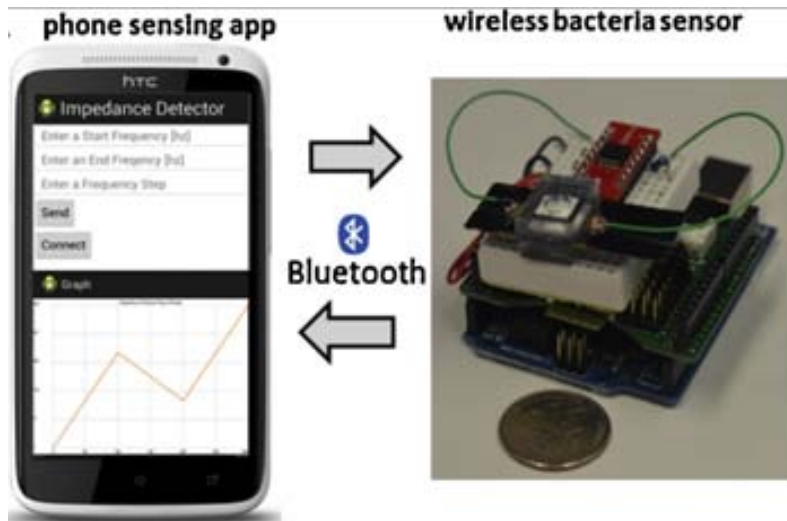 phone sensing app
wireless bacteria sensor
htc
Impedance Detector
Enter a Start Frequency [hz]
Enter an End Freqency [hz]
Enter a Frequency Step
Send
Connect
Bluetooth
Graph